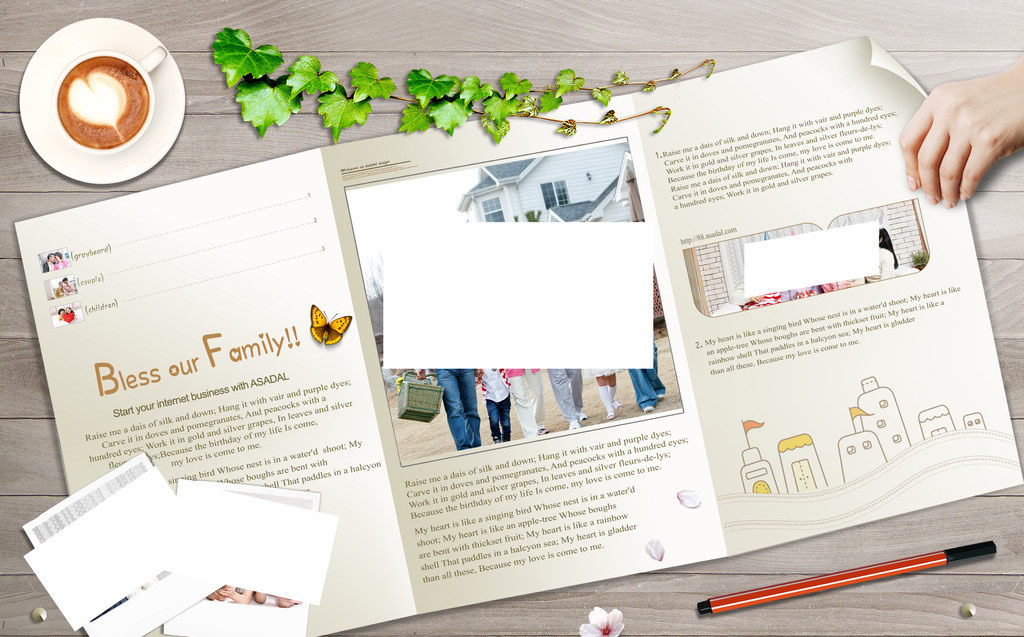 1
2
3
(graybeard)
(couple)
(children)
Bless our Family!!
Start your internet business with ASADAL
Raise me a dais of silk and down; Hang it with vair and purple dyes;
Carve it in doves and pomegranates, And peacocks with a
hundred eyes; Work it in gold and silver grapes, In leaves and silver
fleurs-de-lys;Because the birthday of my life Is come,
my love is come to me.
singing bird Whose nest is in a water'd shoot; My
apple-tree Whose boughs are bent with
My heart is like a rainbow shell That paddles in a halcyon
Welcome to ASADAL design
Raise me a dais of silk and down; Hang it with vair and purple dyes;
Carve it in doves and pomegranates, And peacocks with a hundred eyes;
Work it in gold and silver grapes, In leaves and silver fleurs-de-lys;
Because the birthday of my life Is come, my love is come to me.
My heart is like a singing bird Whose nest is in a water'd
shoot; My heart is like an apple-tree Whose boughs
are bent with thickset fruit; My heart is like a rainbow
shell That paddles in a halcyon sea; My heart is gladder
than all these, Because my love is come to me.
1. Raise me a dais of silk and down; Hang it with vair and purple dyes;
Carve it in doves and pomegranates, And peacocks with a hundred eyes;
Work it in gold and silver grapes, In leaves and silver fleurs-de-lys.
Because the birthday of my life Is come, my love is come to me.
Raise me a dais of silk and down; Hang it with vair and purple dyes;
Carve it in doves and pomegranates, And peacocks with
a hundred eyes; Work it in gold and silver grapes.
http://88.asadal.com
2. My heart is like a singing bird Whose nest is in a water'd shoot; My heart is like
an apple-tree Whose boughs are bent with thickset fruit; My heart is like a
rainbow shell That paddles in a halcyon sea; My heart is gladder
than all these, Because my love is come to me.